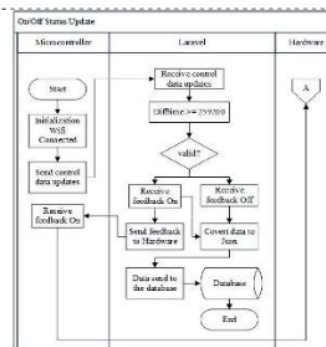 On/Off Status Update
Microcontroller
Laravel
Hardware
Start
Initialization
Wifi
Connected
Send control
data updates
Receive
feedback On
Receive control
data updates
Difftime >= 259200
valid?
Receive
feedback On
Receive
feedback Off
Send feedback
to Hardware
Covert data to
Json
Data send to
the database
Database
End
A